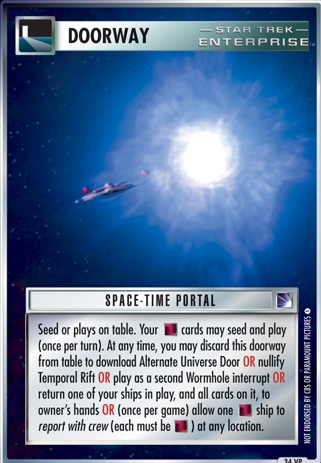 DOORWAY
STAR TREK
ENTERPRISE™
SPACE-TIME PORTAL
Seed or plays on table. Your cards may seed and play
(once per turn). At any time, you may discard this doorway
from table to download Alternate Universe Door OR nullify
Temporal Rift OR play as a second Wormhole interrupt OR
return one of your ships in play, and all cards on it, to
owner's hands OR (once per game) allow one ship to
report with crew (each must be ) at any location.
NOT ENDORSED BY CBS OR PARAMOUNT PICTURES
34 VP